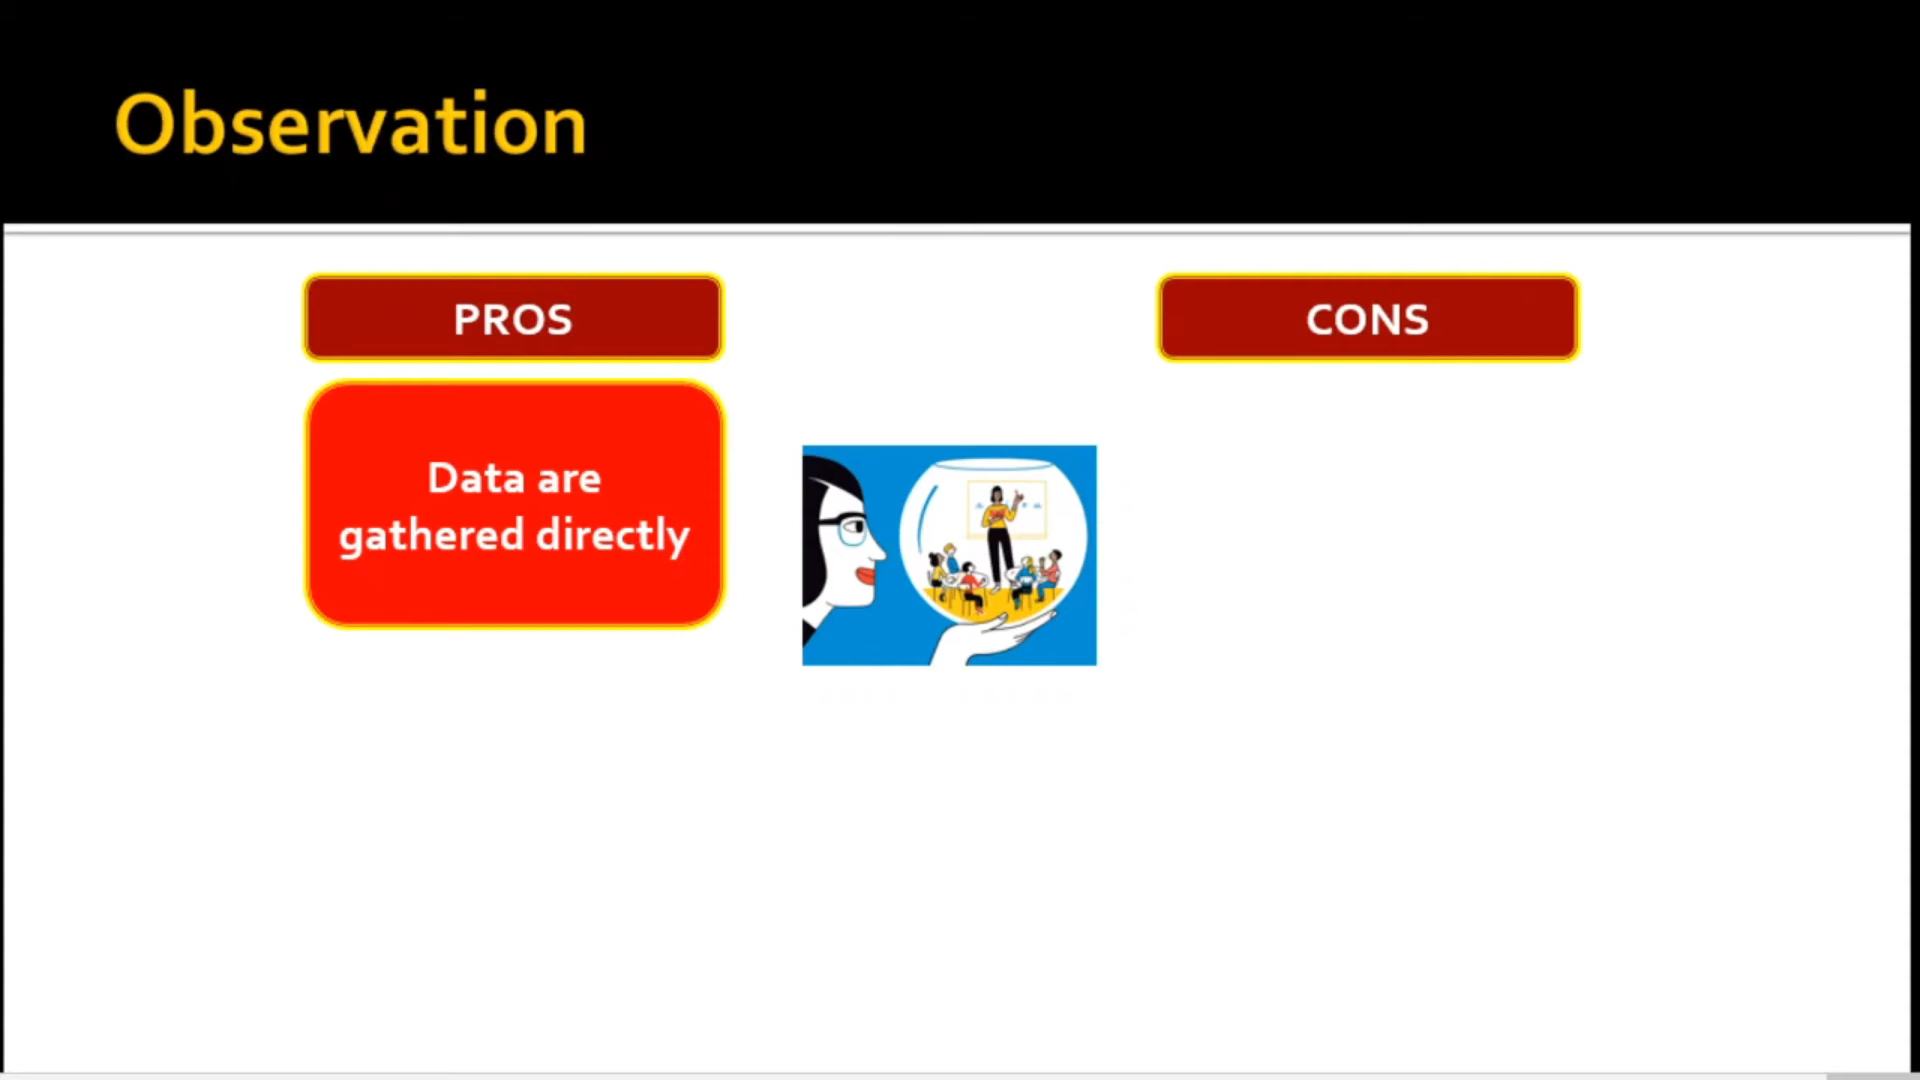 Observation
PROS
CONS
Data are
gathered directly